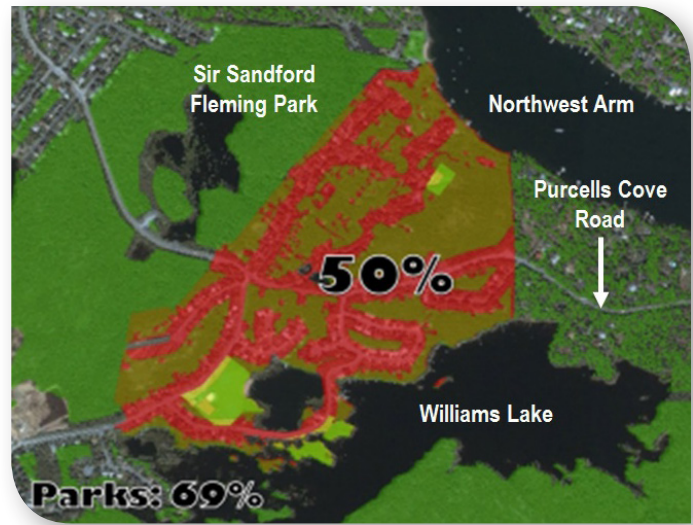 Sir Sandford
Fleming Park
Northwest Arm
Purcells Cove
Road
50%
Williams Lake
Parks: 69%